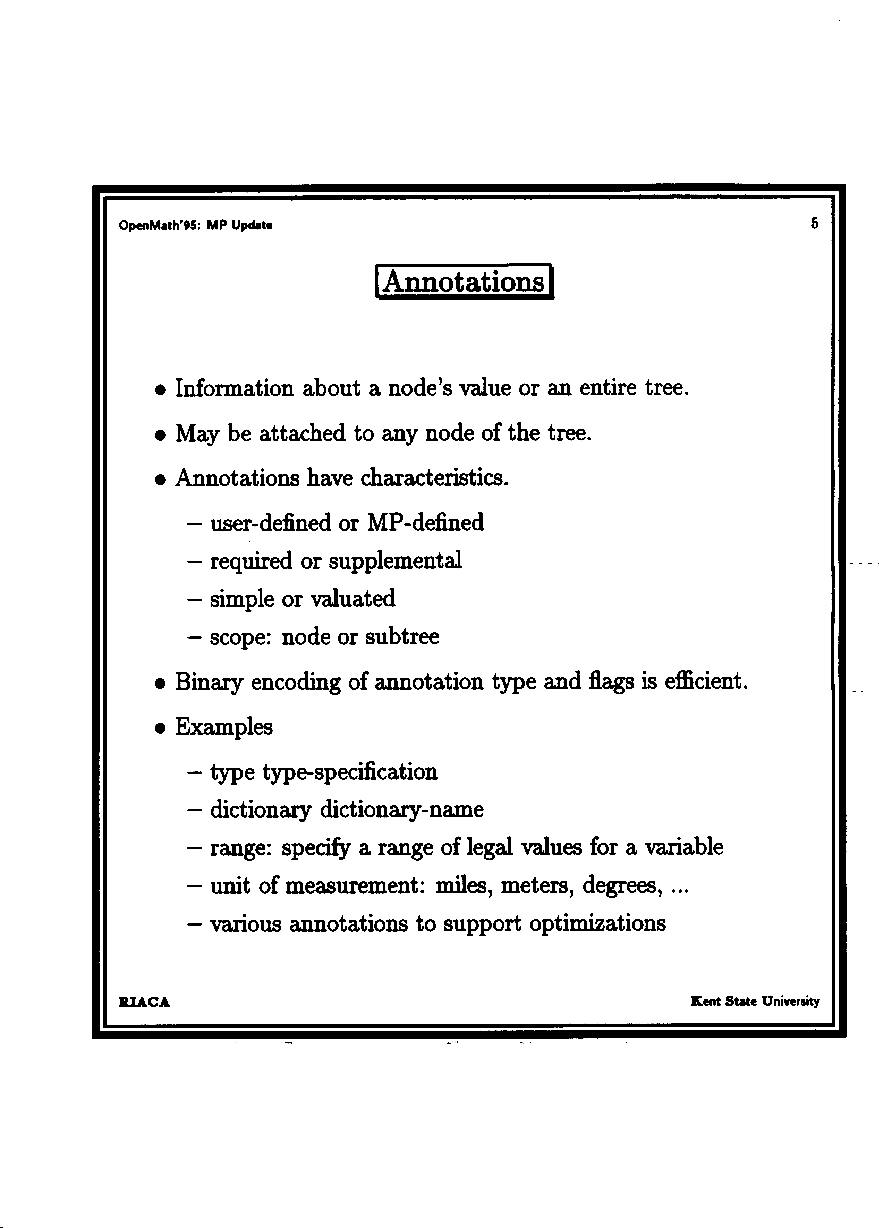 OpenMath'95: MP Update 5
Annotations
• Information about a node's value or an entire tree.
• May be attached to any node of the tree.
• Annotations have characteristics.
– user-defined or MP-defined
– required or supplemental
– simple or valuated
– scope: node or subtree
• Binary encoding of annotation type and flags is efficient.
• Examples
– type type-specification
– dictionary dictionary-name
– range: specify a range of legal values for a variable
– unit of measurement: miles, meters, degrees, ...
– various annotations to support optimizations
RIACA Kent State University